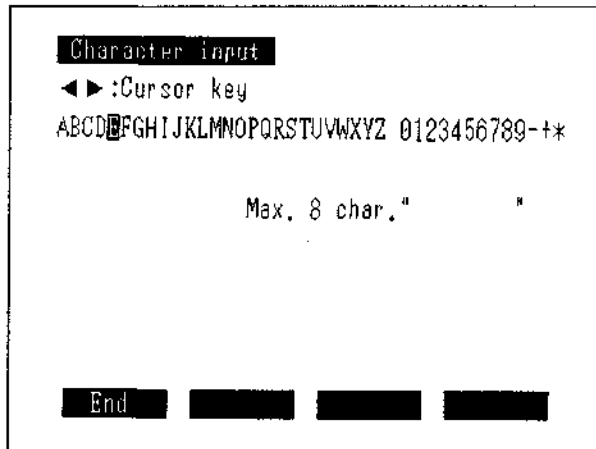 Character input
◄ ► :Cursor key
ABCDEFGHIJKLMNOPQRSTUVWXYZ 0123456789-+*
Max. 8 char." "
End